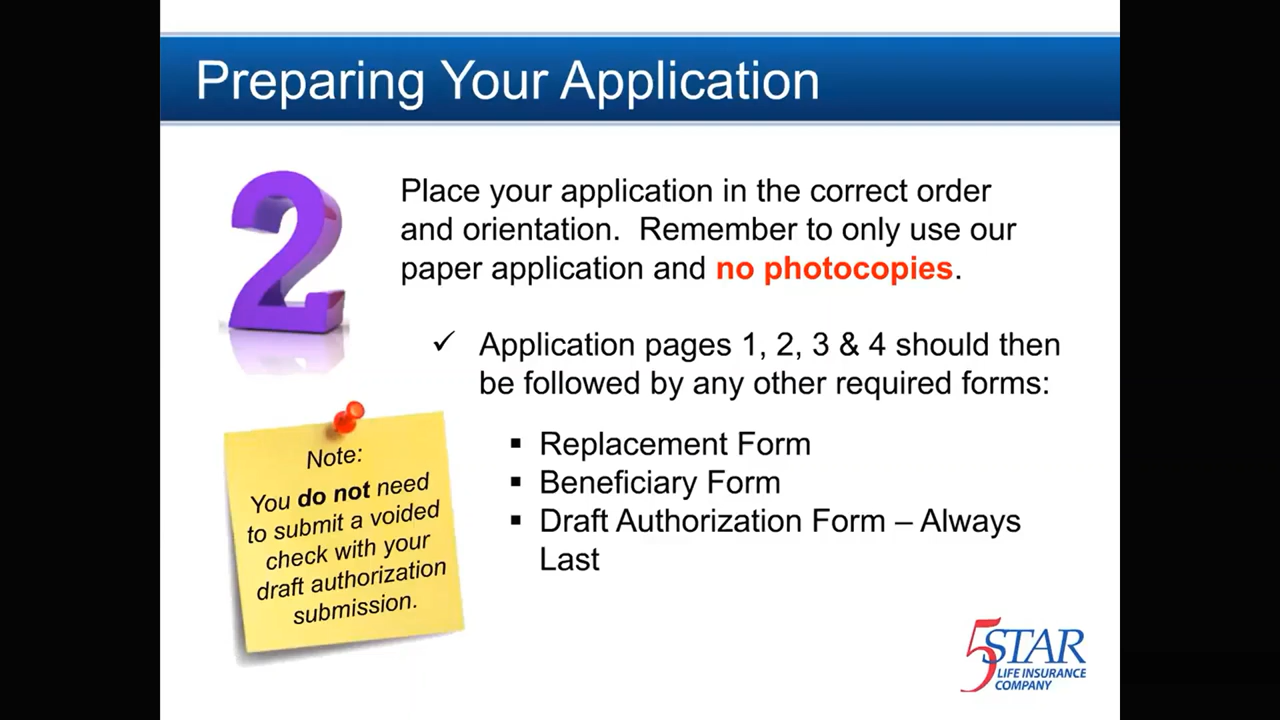 Preparing Your Application
2
Place your application in the correct order
and orientation.  Remember to only use our
paper application and no photocopies.
✓ Application pages 1, 2, 3 & 4 should then
be followed by any other required forms:
▪ Replacement Form
▪ Beneficiary Form
▪ Draft Authorization Form – Always
Last
Note:
You do not need
to submit a voided
check with your
draft authorization
submission.
5STAR
LIFE INSURANCE
COMPANY